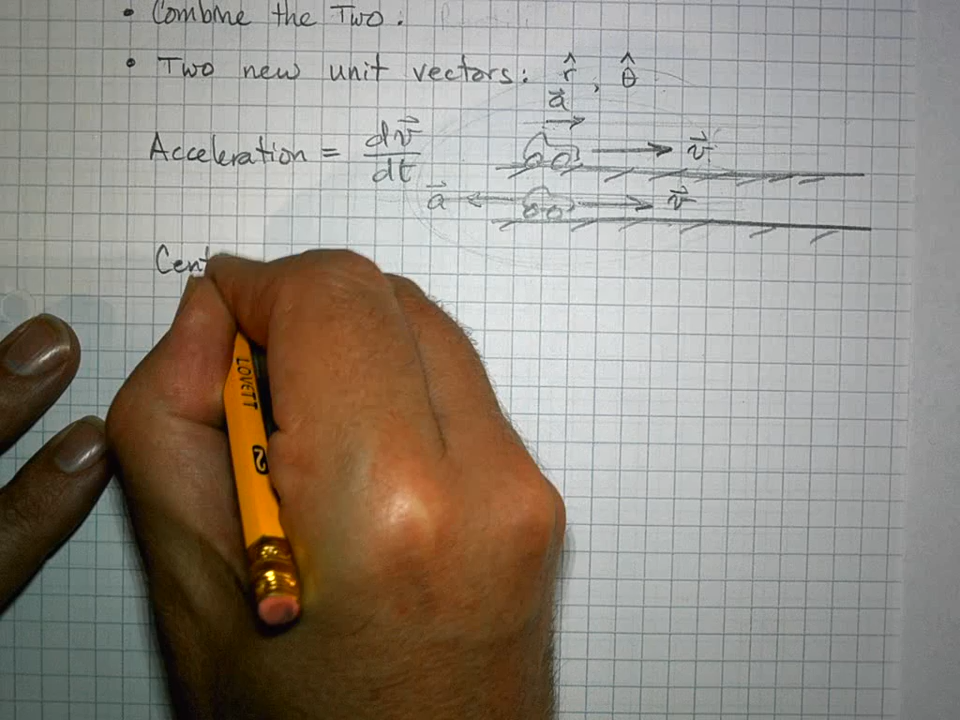 • Combine the Two.
• Two new unit vectors: r̂, θ̂
a⃗
Acceleration = dv⃗/dt
v⃗
a⃗
v⃗
Cent
LOVETT 2